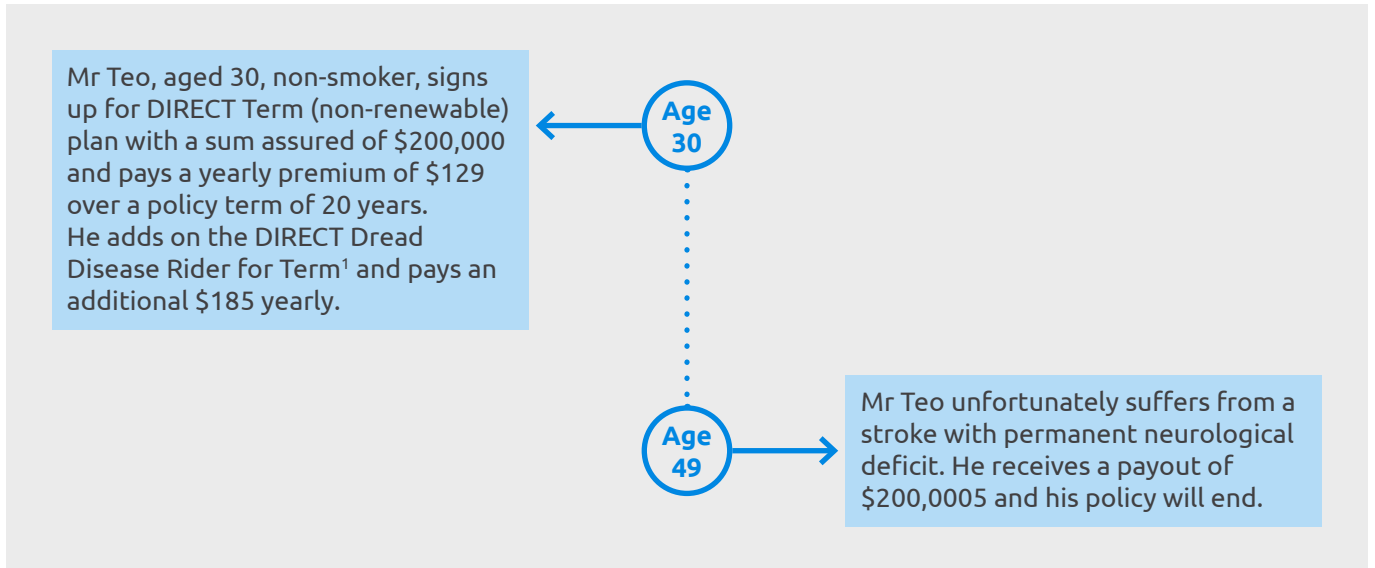 Mr Teo, aged 30, non-smoker, signs
up for DIRECT Term (non-renewable)
plan with a sum assured of $200,000
and pays a yearly premium of $129
over a policy term of 20 years.
He adds on the DIRECT Dread
Disease Rider for Term¹ and pays an
additional $185 yearly.
Age
30
Age
49
Mr Teo unfortunately suffers from a
stroke with permanent neurological
deficit. He receives a payout of
$200,0005 and his policy will end.